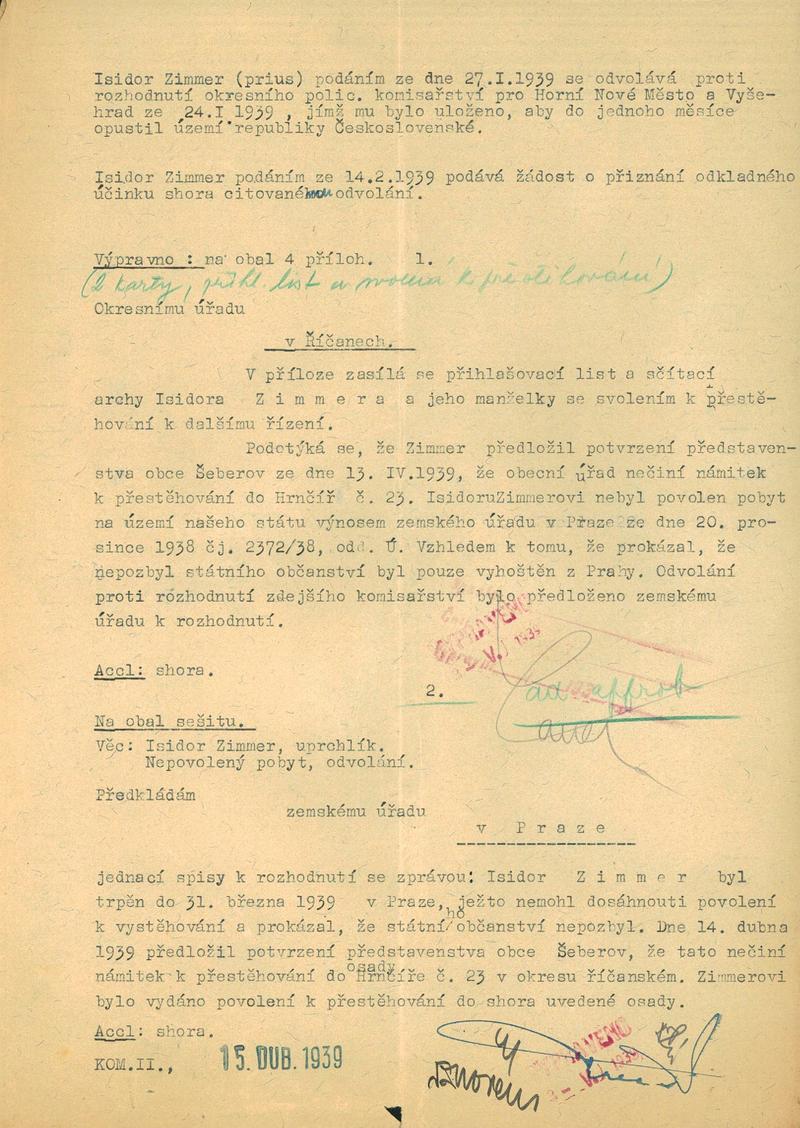 Isidor Zimmer (prius) podáním ze dne 27.I.1939 se odvolává proti
rozhodnutí okresního polic. komisařství pro Horní Nové Město a Vyše-
hrad ze 24.I 1939 , jímž mu bylo uloženo, aby do jednoho měsíce
opustil území republiky Československé.
Isidor Zimmer podáním ze 14.2.1939 podává žádost o přiznání odkladného
účinku shora citovaného odvolání.
Výpravno : na obal 4 příloh. 1.
(2 karty, přihl. list a svolení k přestěhování)
Okresnímu úřadu
v Říčanech.
V příloze zasílá se přihlašovací list a sčítací
archy Isidora Z i m m e r a a jeho manželky se svolením k přestě-
hování k dalšímu řízení.
Podotýká se, že Zimmer předložil potvrzení představen-
stva obce Šeberov ze dne 13. IV.1939, že obecní úřad nečiní námitek
k přestěhování do Hrnčíř č. 23. IsidoruZimmerovi nebyl povolen pobyt
na území našeho státu výnosem zemského úřadu v Praze ze dne 20. pro-
since 1938 čj. 2372/38, odd. Ú. Vzhledem k tomu, že prokázal, že
nepozbyl státního občanství byl pouze vyhoštěn z Prahy. Odvolání
proti rozhodnutí zdejšího komisařství bylo předloženo zemskému
úřadu k rozhodnutí.
Accl: shora.
2.
Na obal sešitu.
Věc: Isidor Zimmer, uprchlík.
Nepovolený pobyt, odvolání.
Předkládám
zemskému úřadu
v P r a z e
jednací spisy k rozhodnutí se zprávou: Isidor Z i m m e r byl
trpěn do 31. března 1939 v Praze, ježto nemohl dosáhnouti povolení
k vystěhování a prokázal, že státní/ho občanství nepozbyl. Dne 14. dubna
1939 předložil potvrzení představenstva obce Šeberov, že tato nečiní
námitek k přestěhování do osady Hrnčíře č. 23 v okresu říčanském. Zimmerovi
bylo vydáno povolení k přestěhování do shora uvedené osady.
Accl: shora.
KOM.II., 15. DUB. 1939